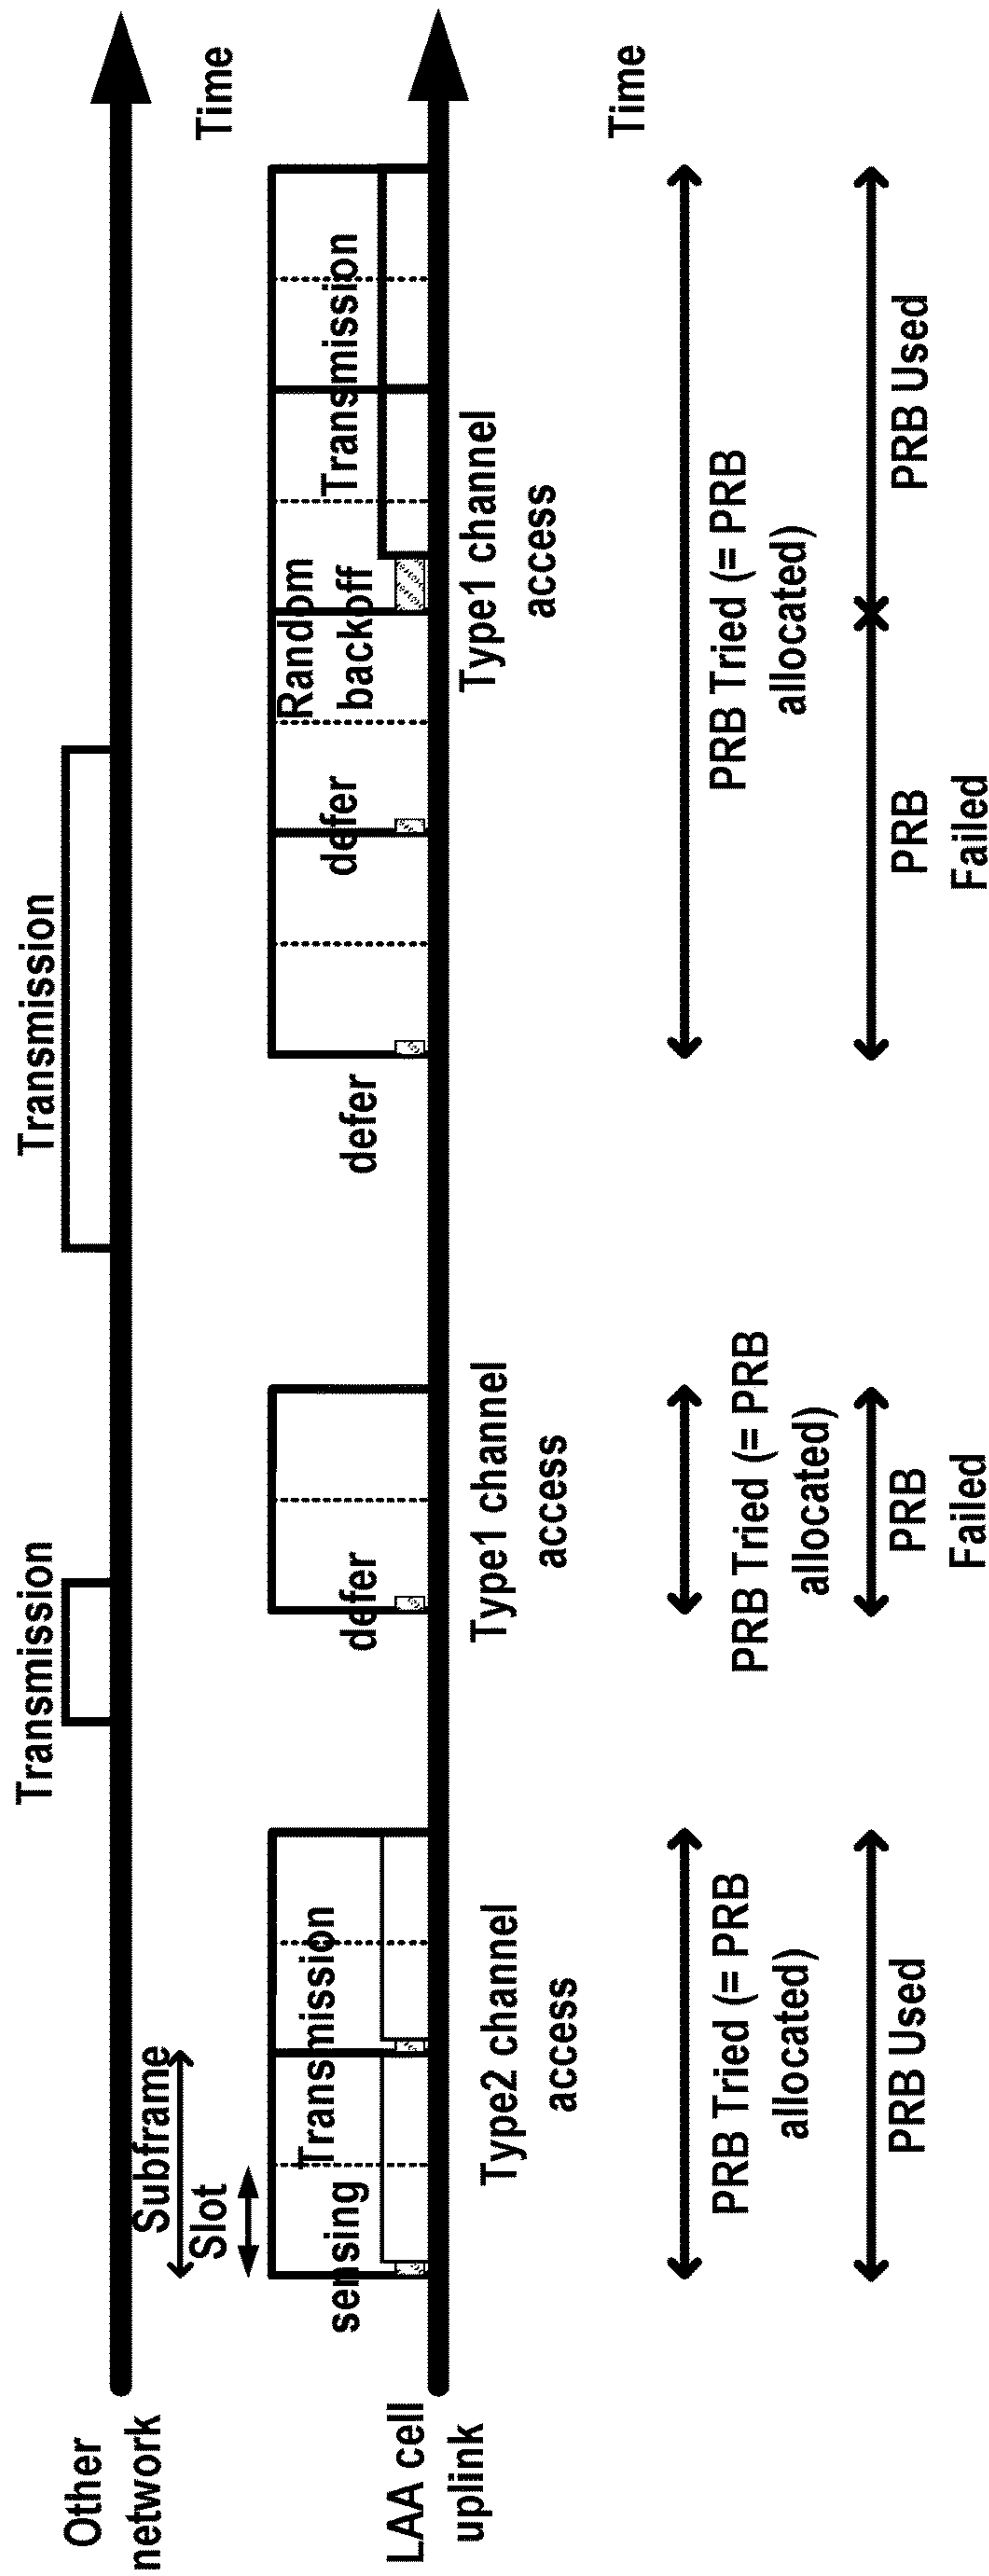 Other
network
Transmission
Transmission
Time
Subframe
Slot
LAA cell
uplink
sensing
Transmission
defer
defer
defer
Random
backoff
Transmission
Time
Type2 channel
access
Type1 channel
access
Type1 channel
access
PRB Tried (= PRB
allocated)
PRB Tried (= PRB
allocated)
PRB Tried (= PRB
allocated)
PRB Used
PRB
Failed
PRB
Failed
PRB Used